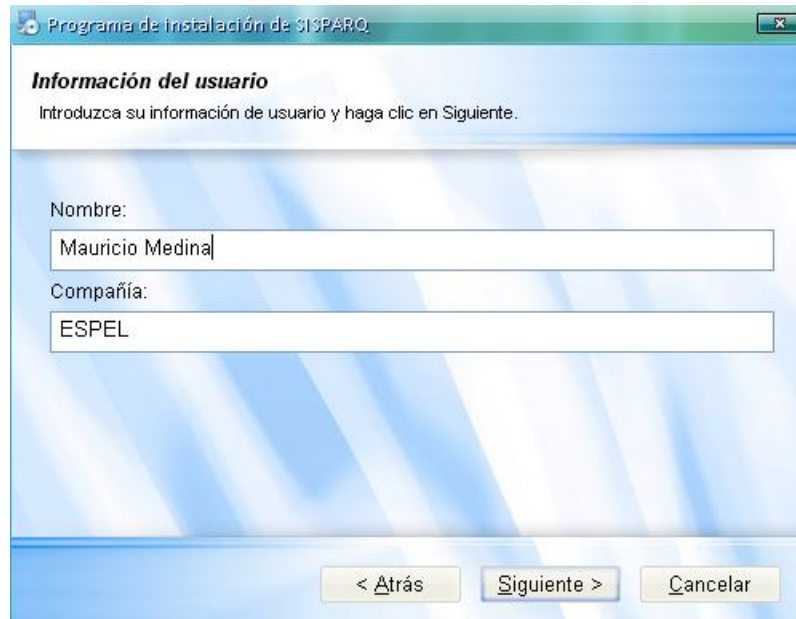 Programa de instalación de SISPARQ
Información del usuario
Introduzca su información de usuario y haga clic en Siguiente.
Nombre:
Mauricio Medina
Compañía:
ESPEL
< Atrás Siguiente > Cancelar